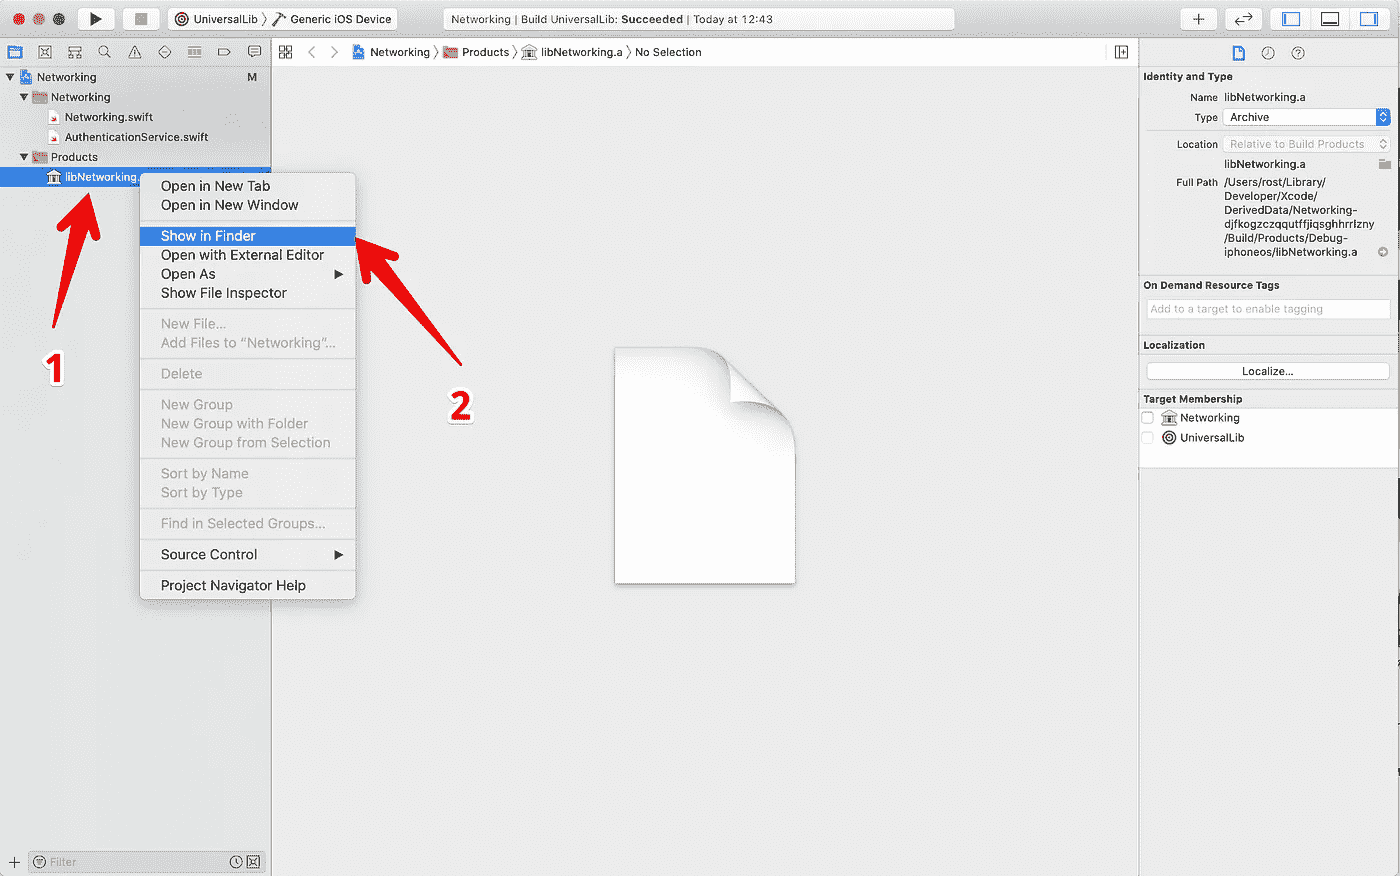 UniversalLib
Generic iOS Device
Networking | Build UniversalLib: Succeeded | Today at 12:43
Networking
Products
libNetworking.a
No Selection
Networking
M
Networking
Networking.swift
AuthenticationService.swift
Products
libNetworking.
1
Open in New Tab
Open in New Window
Show in Finder
Open with External Editor
Open As
Show File Inspector
New File...
Add Files to “Networking”...
Delete
New Group
New Group with Folder
New Group from Selection
Sort by Name
Sort by Type
Find in Selected Groups...
Source Control
Project Navigator Help
2
Filter
Identity and Type
Name libNetworking.a
Type Archive
Location Relative to Build Products
libNetworking.a
Full Path /Users/rost/Library/
Developer/Xcode/
DerivedData/Networking-
djfkogzczqqutffjiqsghhrrlzny
/Build/Products/Debug-
iphoneos/libNetworking.a
On Demand Resource Tags
Add to a target to enable tagging
Localization
Localize...
Target Membership
Networking
UniversalLib